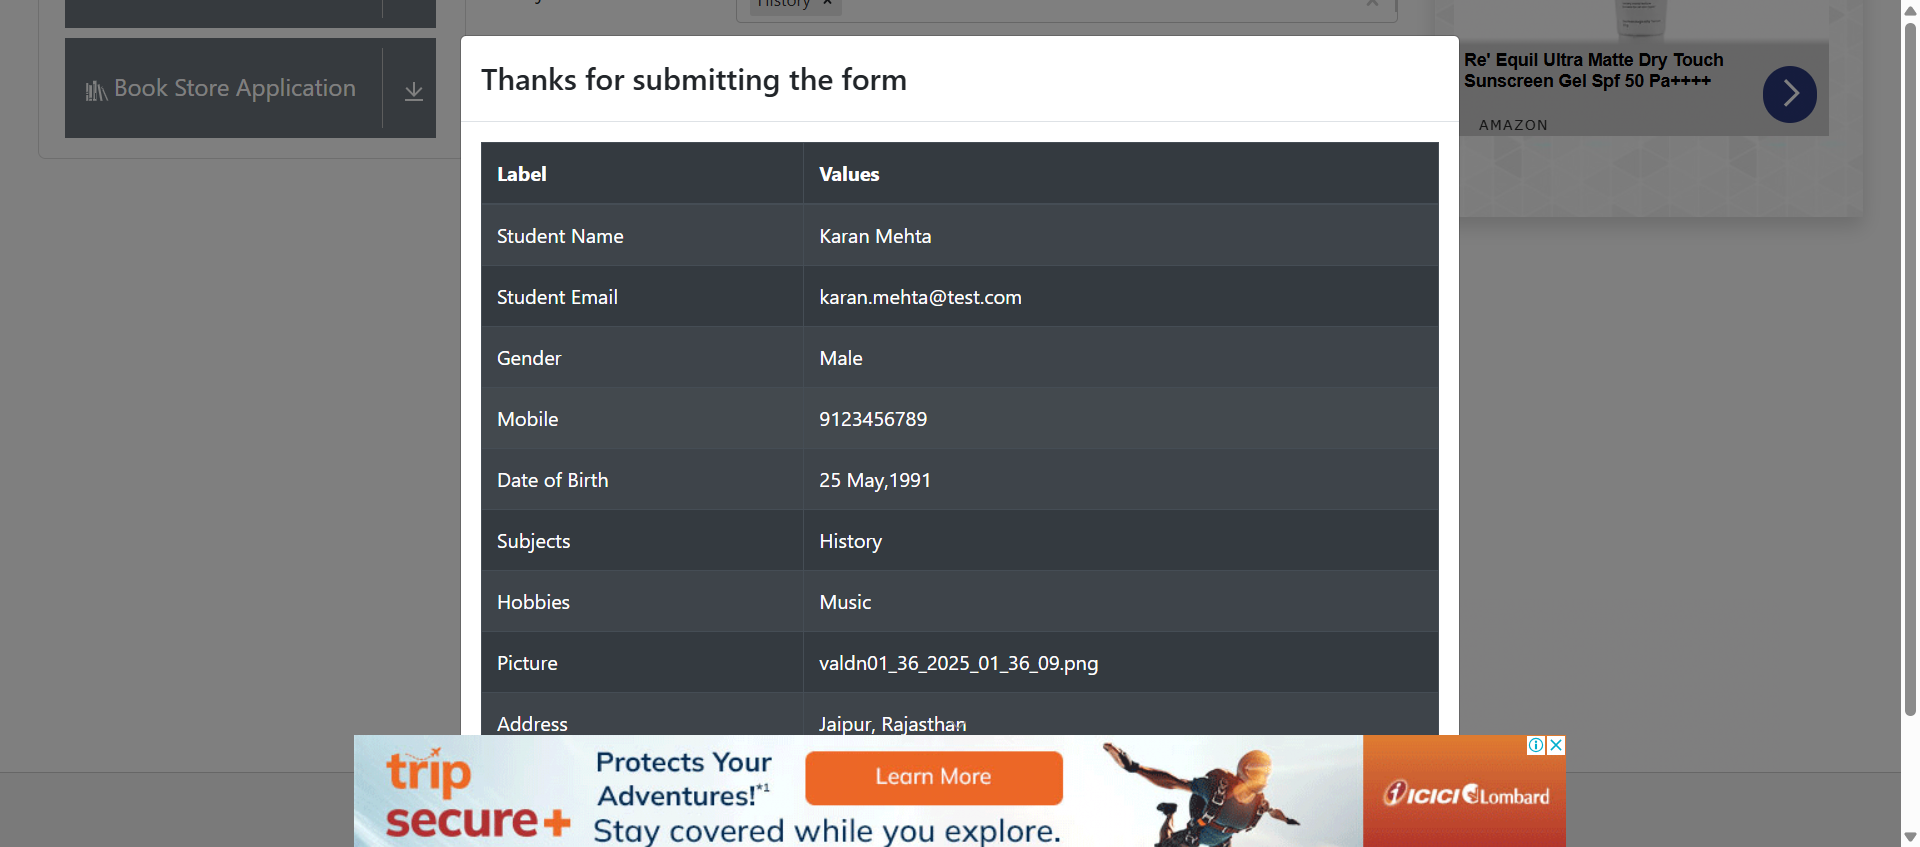 History ×
Book Store Application
Thanks for submitting the form
Label Values
Student Name Karan Mehta
Student Email karan.mehta@test.com
Gender Male
Mobile 9123456789
Date of Birth 25 May,1991
Subjects History
Hobbies Music
Picture valdn01_36_2025_01_36_09.png
Address Jaipur, Rajasthan
Re' Equil Ultra Matte Dry Touch
Sunscreen Gel Spf 50 Pa++++
AMAZON
trip
secure+
Protects Your
Adventures!*1
Stay covered while you explore.
Learn More
ICICI Lombard